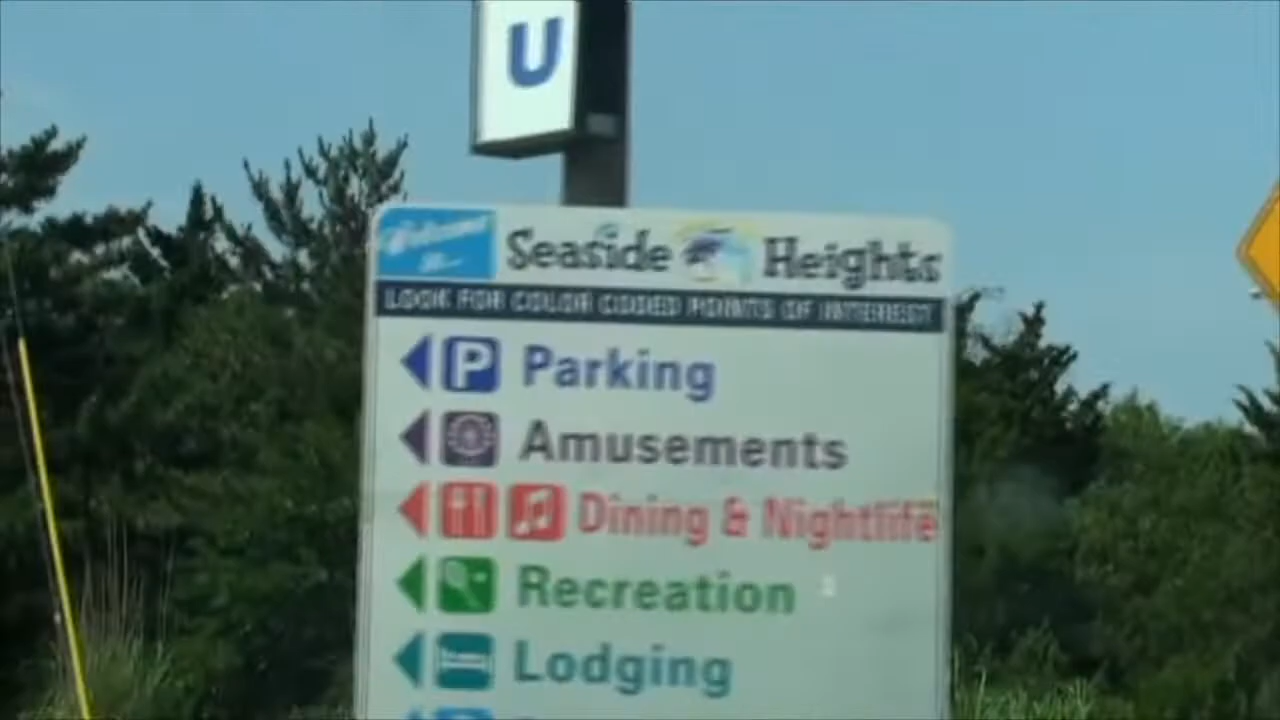 U
Welcome to
Seaside Heights
LOOK FOR COLOR CODED POINTS OF INTEREST
P Parking
Amusements
Dining & Nightlife
Recreation
Lodging